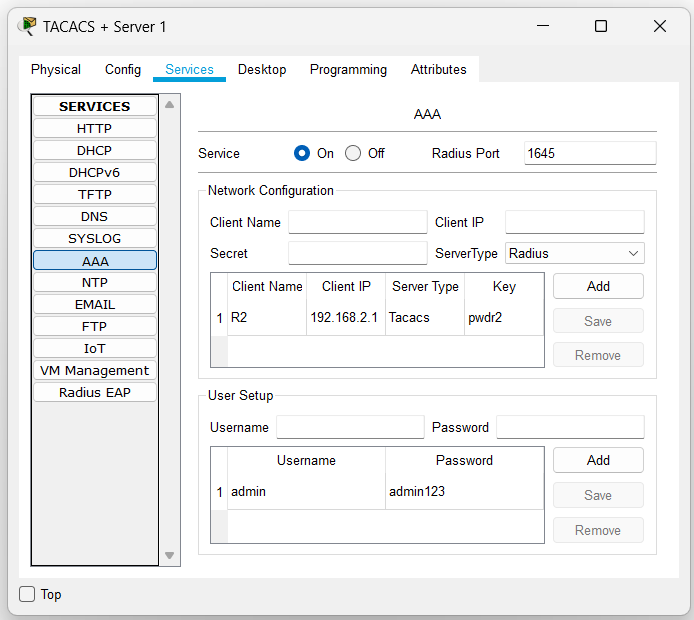 TACACS + Server 1
Physical Config Services Desktop Programming Attributes
SERVICES
HTTP
DHCP
DHCPv6
TFTP
DNS
SYSLOG
AAA
NTP
EMAIL
FTP
IoT
VM Management
Radius EAP
AAA
Service On Off Radius Port 1645
Network Configuration
Client Name Client IP
Secret ServerType Radius
Client Name Client IP Server Type Key
1 R2 192.168.2.1 Tacacs pwdr2
Add
Save
Remove
User Setup
Username Password
Username Password
1 admin admin123
Add
Save
Remove
Top